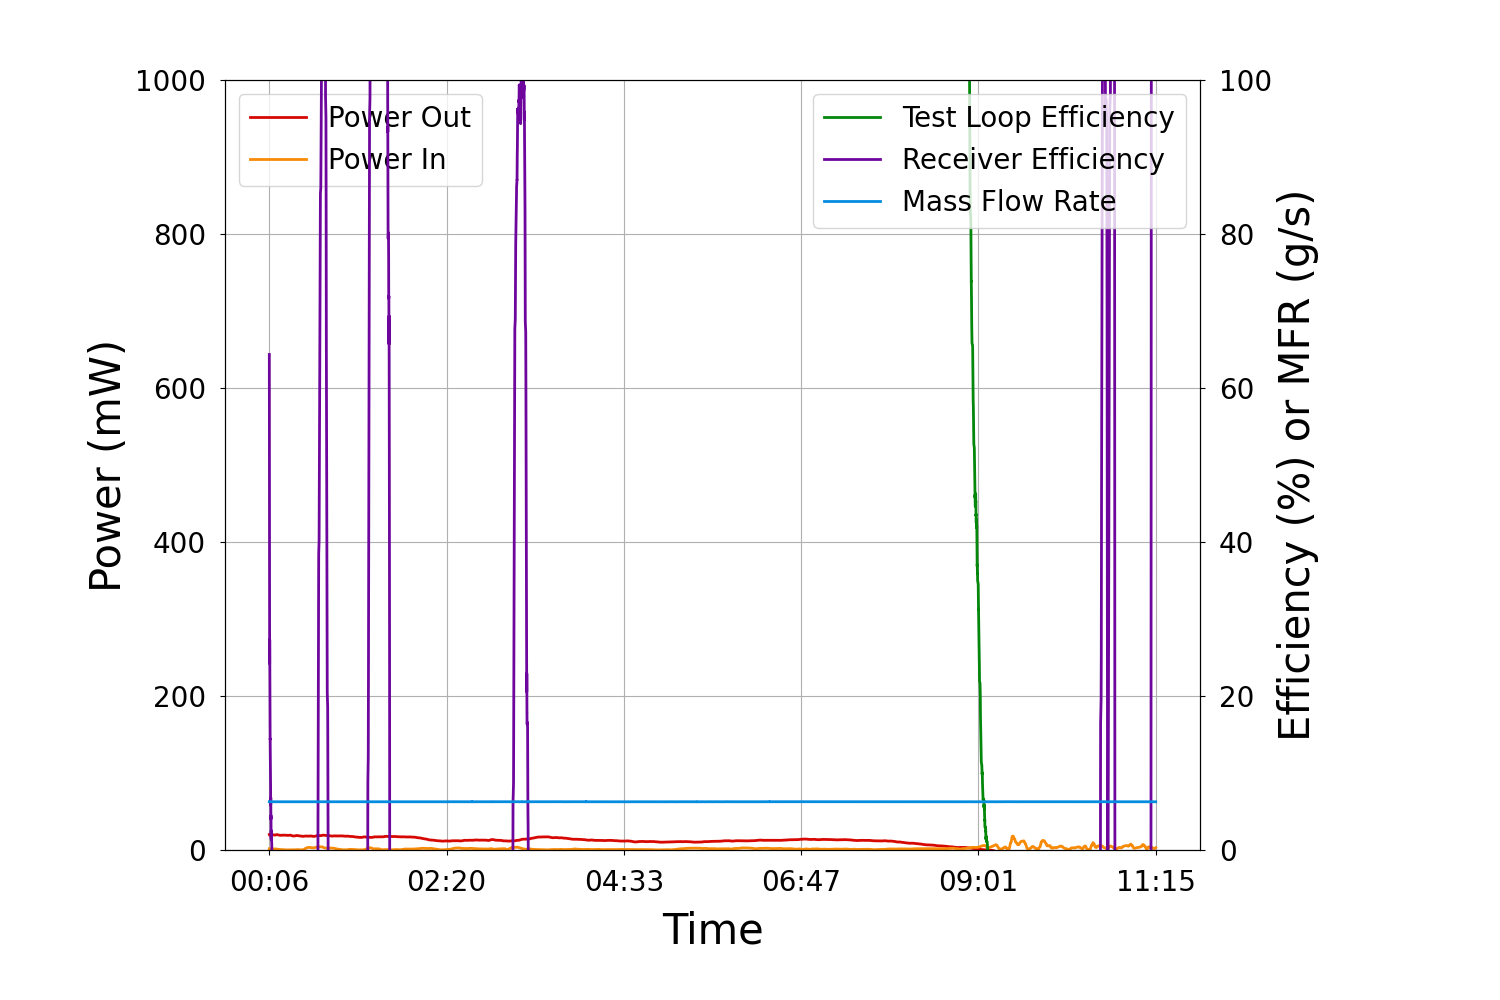 1000
800
600
400
200
0
Power (mW)
Power Out
Power In
Test Loop Efficiency
Receiver Efficiency
Mass Flow Rate
100
80
60
40
20
0
Efficiency (%) or MFR (g/s)
00:06 02:20 04:33 06:47 09:01 11:15
Time